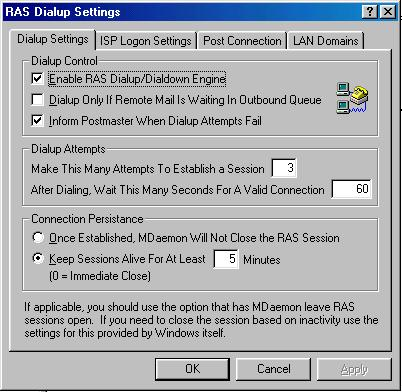 RAS Dialup Settings
Dialup Settings
ISP Logon Settings
Post Connection
LAN Domains
Dialup Control
Enable RAS Dialup/Dialdown Engine
Dialup Only If Remote Mail Is Waiting In Outbound Queue
Inform Postmaster When Dialup Attempts Fail
Dialup Attempts
Make This Many Attempts To Establish a Session 3
After Dialing, Wait This Many Seconds For A Valid Connection 60
Connection Persistance
Once Established, MDaemon Will Not Close the RAS Session
Keep Sessions Alive For At Least 5 Minutes
(0 = Immediate Close)
If applicable, you should use the option that has MDaemon leave RAS
sessions open. If you need to close the session based on inactivity use the
settings for this provided by Windows itself.
OK
Cancel
Apply